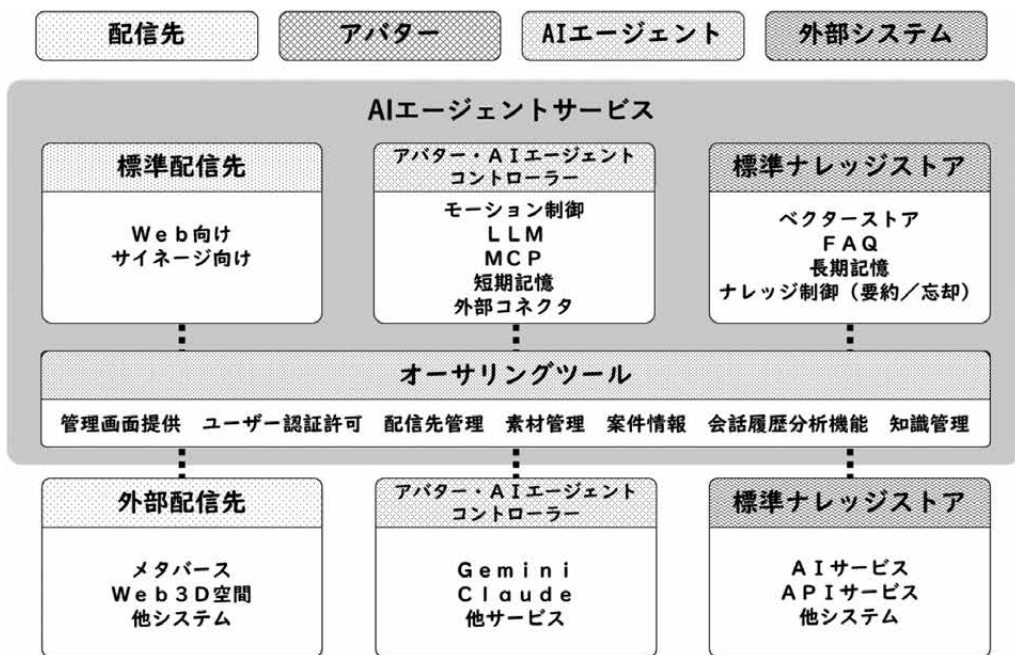 配信先
アバター
AIエージェント
外部システム
AIエージェントサービス
標準配信先
Ｗｅｂ向け
サイネージ向け
アバター・ＡＩエージェント
コントローラー
モーション制御
ＬＬＭ
ＭＣＰ
短期記憶
外部コネクタ
標準ナレッジストア
ベクターストア
ＦＡＱ
長期記憶
ナレッジ制御（要約／忘却）
オーサリングツール
管理画面提供 ユーザー認証許可 配信先管理 素材管理 案件情報 会話履歴分析機能 知識管理
外部配信先
メタバース
Ｗｅｂ３Ｄ空間
他システム
アバター・ＡＩエージェント
コントローラー
Ｇｅｍｉｎｉ
Ｃｌａｕｄｅ
他サービス
標準ナレッジストア
ＡＩサービス
ＡＰＩサービス
他システム